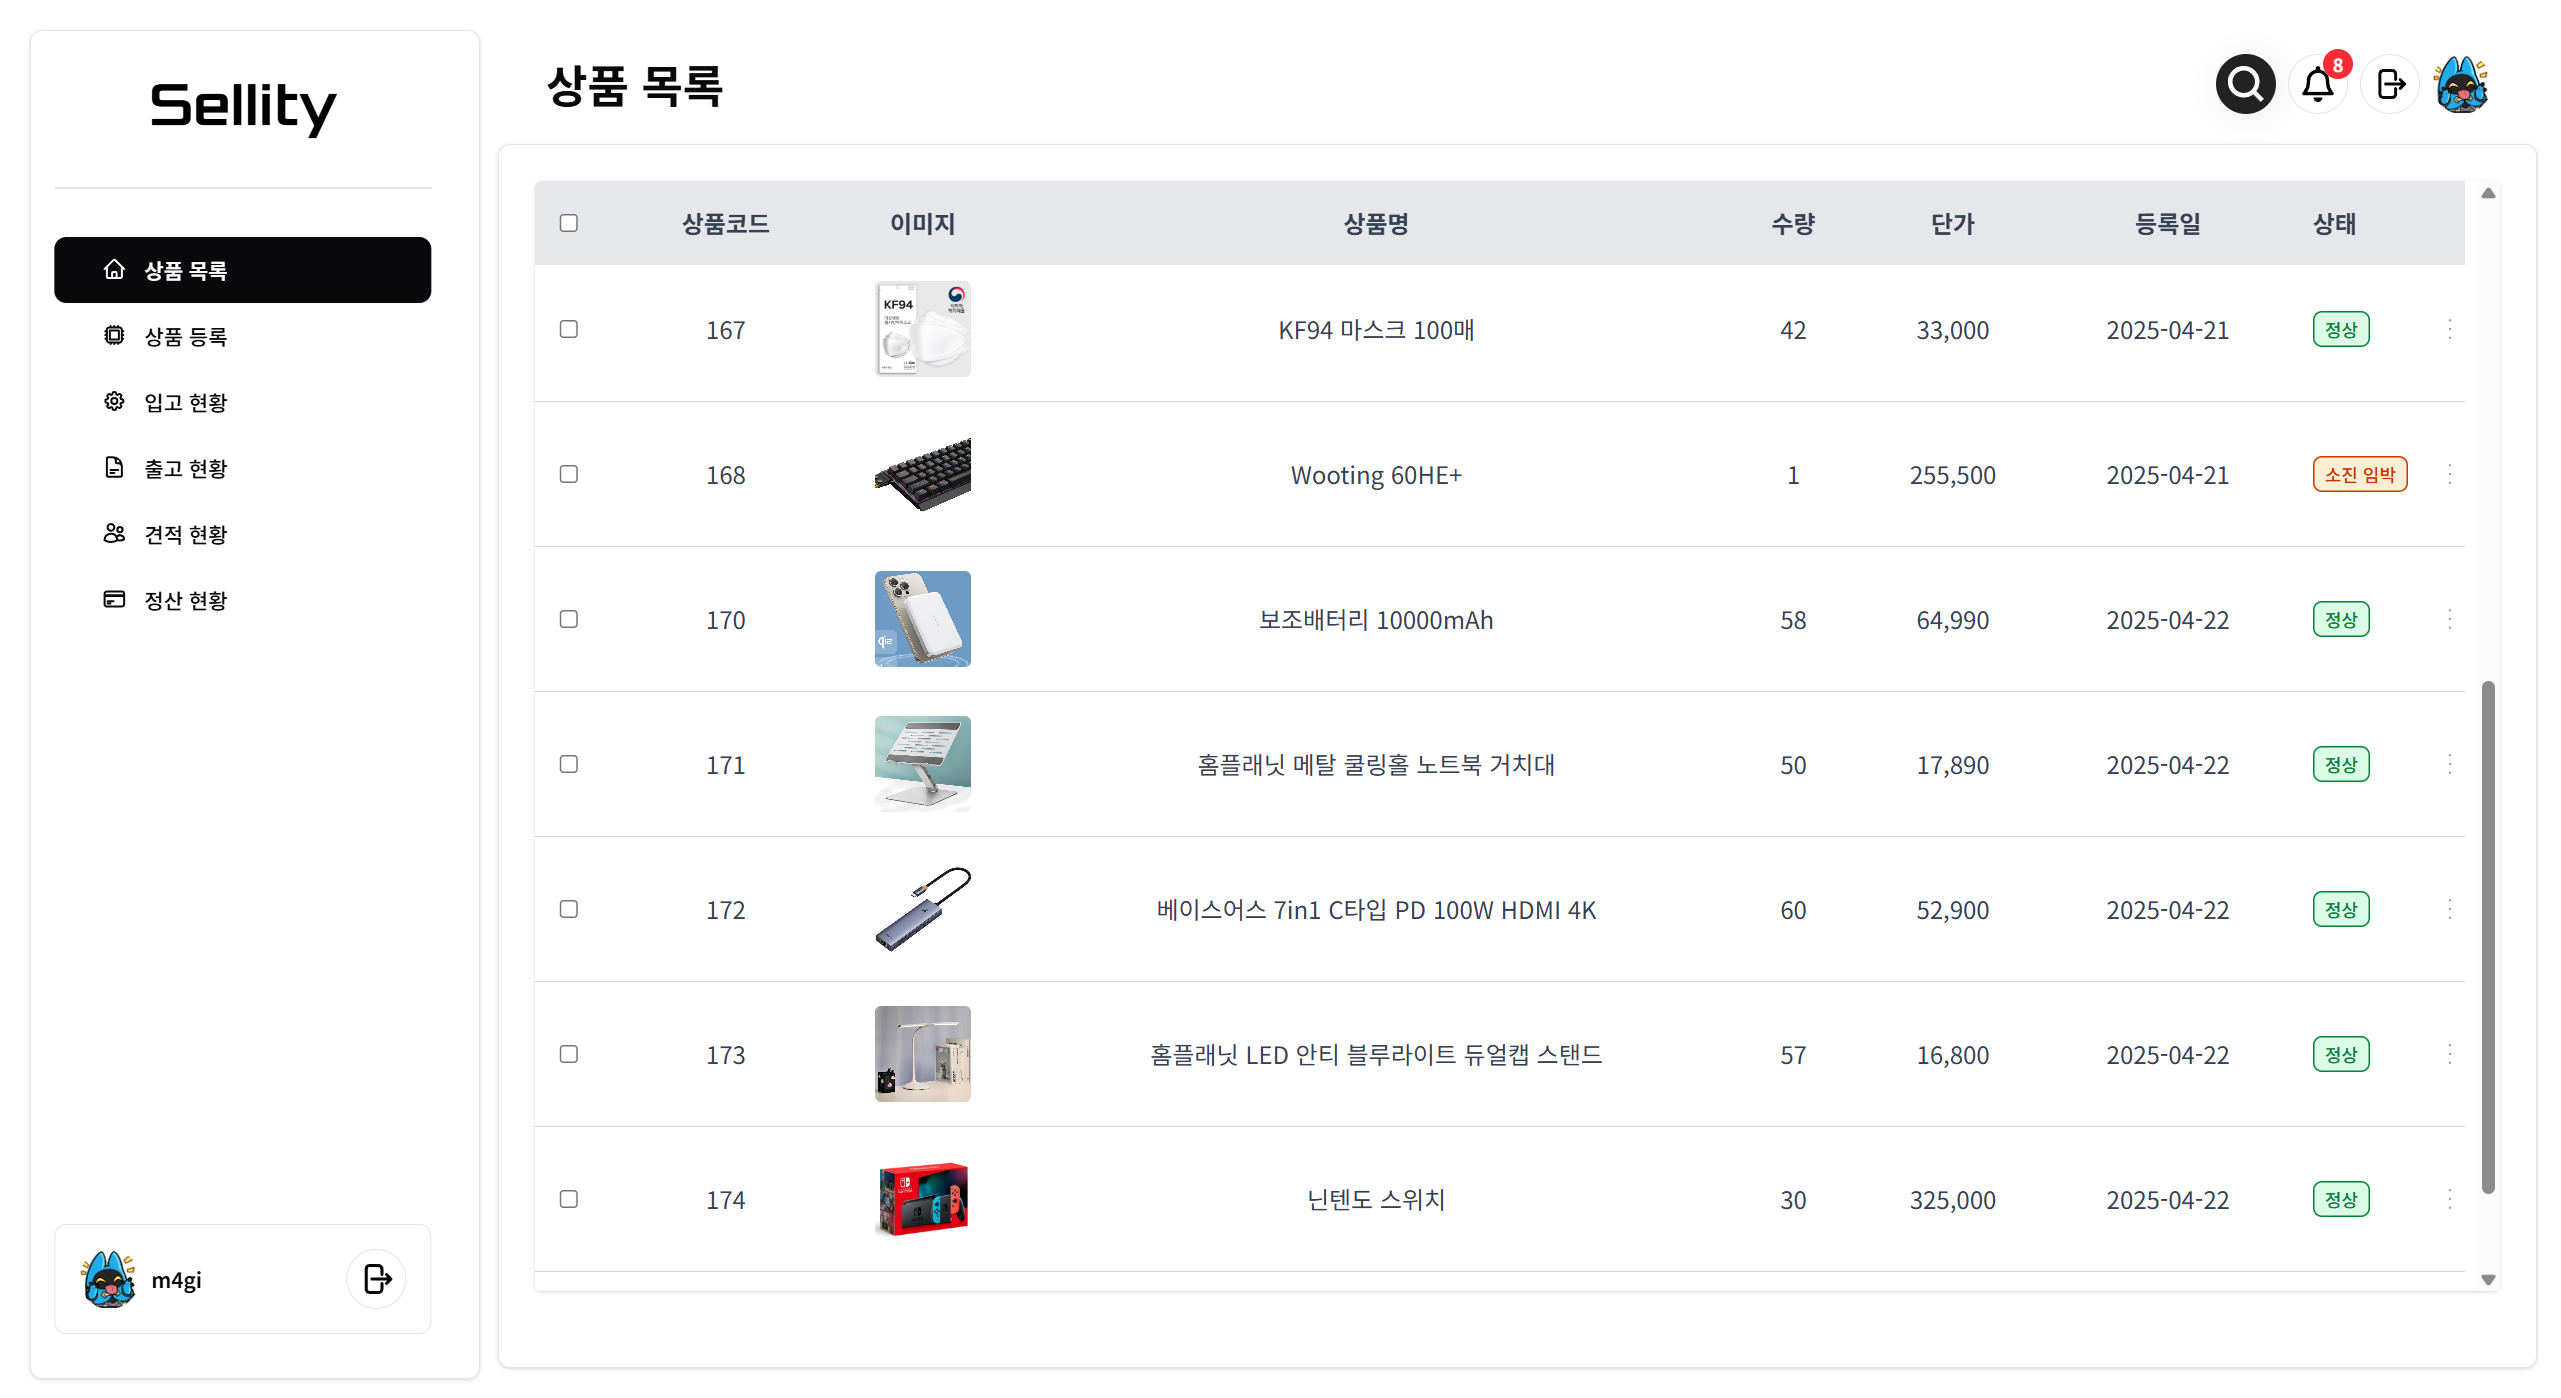 Sellity
상품 목록
상품 등록
입고 현황
출고 현황
견적 현황
정산 현황
m4gi
상품 목록
8
상품코드 이미지 상품명 수량 단가 등록일 상태
KF94
167 KF94 마스크 100매 42 33,000 2025-04-21 정상
168 Wooting 60HE+ 1 255,500 2025-04-21 소진 임박
170 보조배터리 10000mAh 58 64,990 2025-04-22 정상
171 홈플래닛 메탈 쿨링홀 노트북 거치대 50 17,890 2025-04-22 정상
172 베이스어스 7in1 C타입 PD 100W HDMI 4K 60 52,900 2025-04-22 정상
173 홈플래닛 LED 안티 블루라이트 듀얼캡 스탠드 57 16,800 2025-04-22 정상
174 닌텐도 스위치 30 325,000 2025-04-22 정상